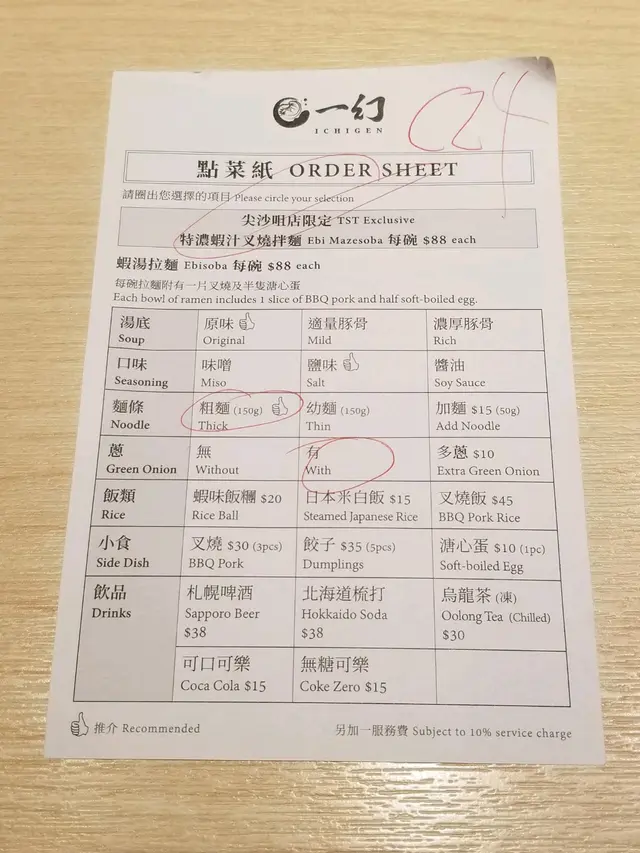 一幻
ICHIGEN
C24
點菜紙 ORDER SHEET
請圈出您選擇的項目 Please circle your selection
尖沙咀店限定 TST Exclusive
特濃蝦汁叉燒拌麵 Ebi Mazesoba 每碗 $88 each
蝦湯拉麵 Ebisoba 每碗 $88 each
每碗拉麵附有一片叉燒及半隻溏心蛋
Each bowl of ramen includes 1 slice of BBQ pork and half soft-boiled egg.
湯底 原味 適量豚骨 濃厚豚骨
Soup Original Mild Rich
口味 味噌 鹽味 醬油
Seasoning Miso Salt Soy Sauce
麵條 粗麵 (150g) 幼麵 (150g) 加麵 $15 (50g)
Noodle Thick Thin Add Noodle
蔥 無 有 多蔥 $10
Green Onion Without With Extra Green Onion
飯類 蝦味飯糰 $20 日本米白飯 $15 叉燒飯 $45
Rice Rice Ball Steamed Japanese Rice BBQ Pork Rice
小食 叉燒 $30 (3pcs) 餃子 $35 (5pcs) 溏心蛋 $10 (1pc)
Side Dish BBQ Pork Dumplings Soft-boiled Egg
飲品 札幌啤酒 北海道梳打 烏龍茶 (凍)
Drinks Sapporo Beer Hokkaido Soda Oolong Tea (Chilled)
$38 $38 $30
可口可樂 無糖可樂
Coca Cola $15 Coke Zero $15
推介 Recommended 另加一服務費 Subject to 10% service charge